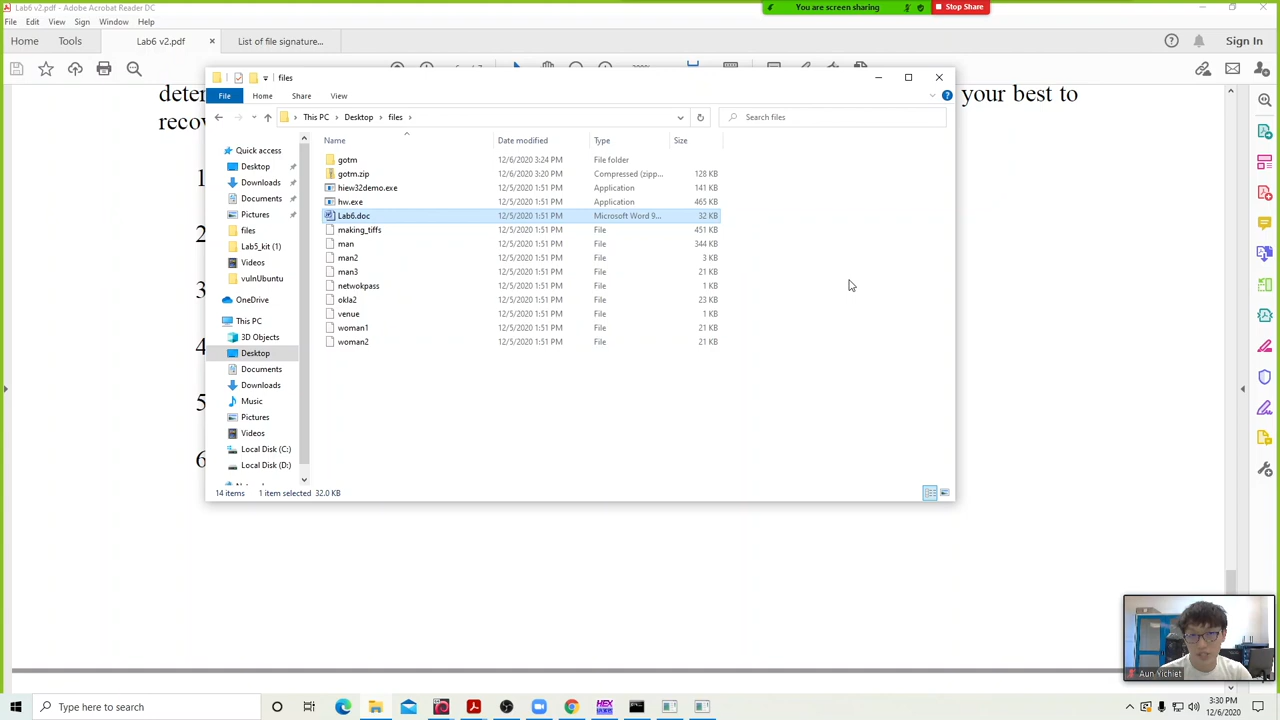 Lab6 v2.pdf - Adobe Acrobat Reader DC
You are screen sharing
Stop Share
File Edit View Sign Window Help
Home Tools Lab6 v2.pdf × List of file signature... Sign In
files
File Home Share View
deter
your best to
recov
This PC > Desktop > files >
Search files
Name Date modified Type Size
gotm 12/6/2020 3:24 PM File folder
gotm.zip 12/6/2020 3:20 PM Compressed (zipp... 128 KB
hiew32demo.exe 12/5/2020 1:51 PM Application 141 KB
hw.exe 12/5/2020 1:51 PM Application 465 KB
Lab6.doc 12/5/2020 1:51 PM Microsoft Word 9... 32 KB
making_tiffs 12/5/2020 1:51 PM File 451 KB
man 12/5/2020 1:51 PM File 344 KB
man2 12/5/2020 1:51 PM File 3 KB
man3 12/5/2020 1:51 PM File 21 KB
netwokpass 12/5/2020 1:51 PM File 1 KB
okla2 12/5/2020 1:51 PM File 23 KB
venue 12/5/2020 1:51 PM File 1 KB
woman1 12/5/2020 1:51 PM File 21 KB
woman2 12/5/2020 1:51 PM File 21 KB
Quick access
Desktop
Downloads
Documents
Pictures
files
Lab5_kit (1)
Videos
vulnUbuntu
OneDrive
This PC
3D Objects
Desktop
Documents
Downloads
Music
Pictures
Videos
Local Disk (C:)
Local Disk (D:)
1
2
3
4
5
6
14 items 1 item selected 32.0 KB
Aun Yichiet
Type here to search
HEX
3:30 PM
12/6/2020